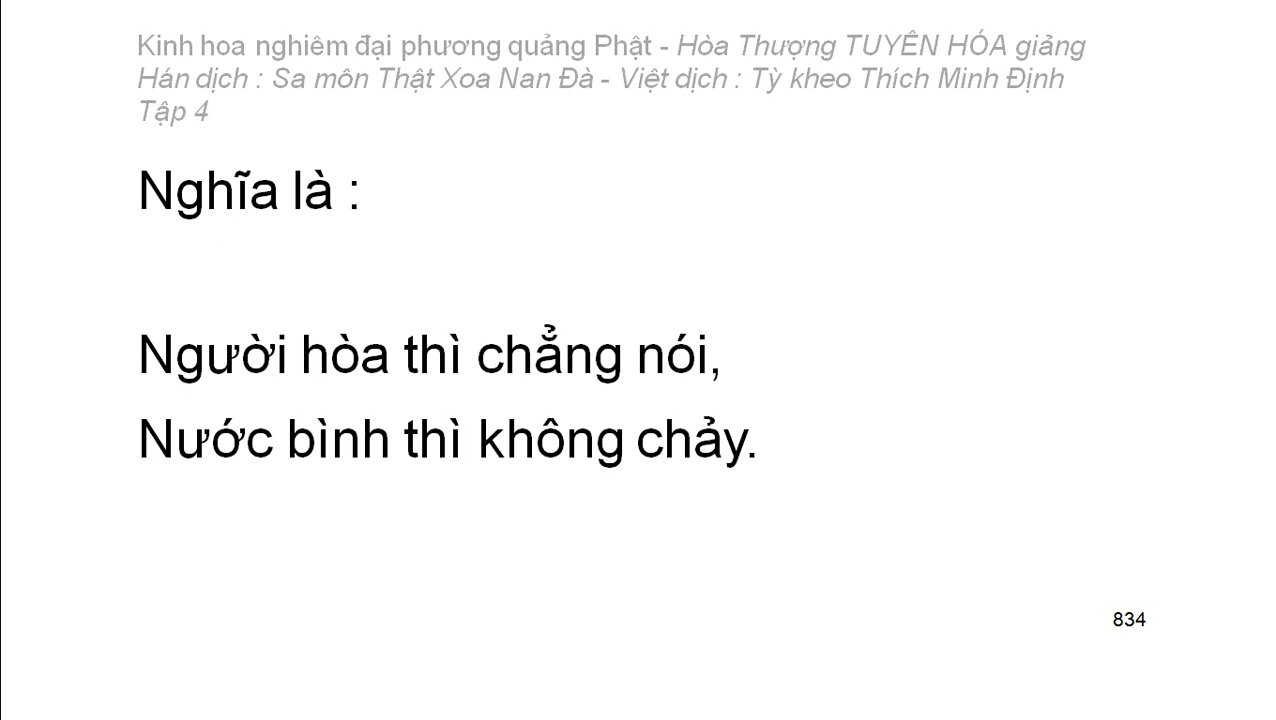 Kinh hoa nghiêm đại phương quảng Phật - Hòa Thượng TUYÊN HÓA giảng
Hán dịch : Sa môn Thật Xoa Nan Đà - Việt dịch : Tỳ kheo Thích Minh Định
Tập 4
Nghĩa là :
Người hòa thì chẳng nói,
Nước bình thì không chảy.
834